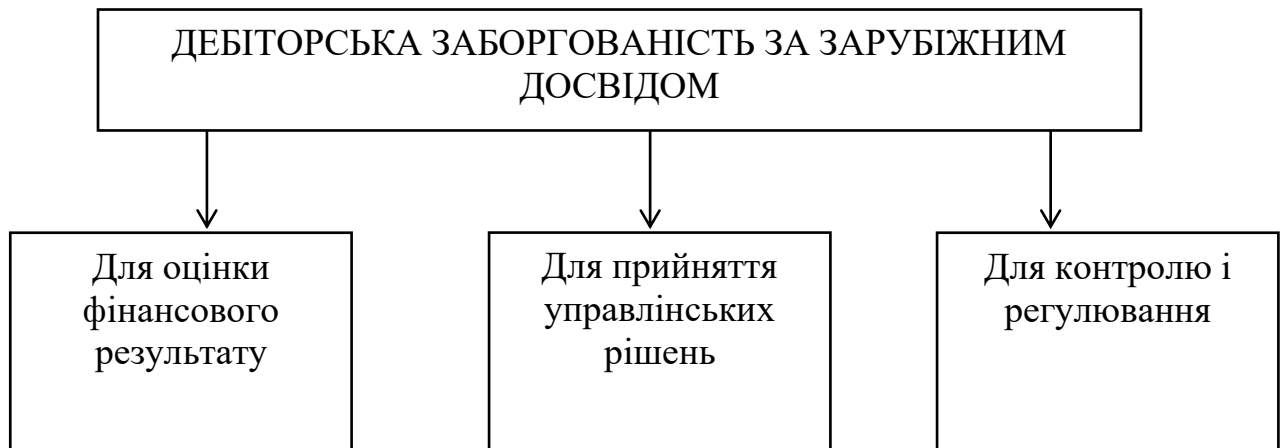 ДЕБІТОРСЬКА ЗАБОРГОВАНІСТЬ ЗА ЗАРУБІЖНИМ
ДОСВІДОМ
Для оцінки
фінансового
результату
Для прийняття
управлінських
рішень
Для контролю і
регулювання